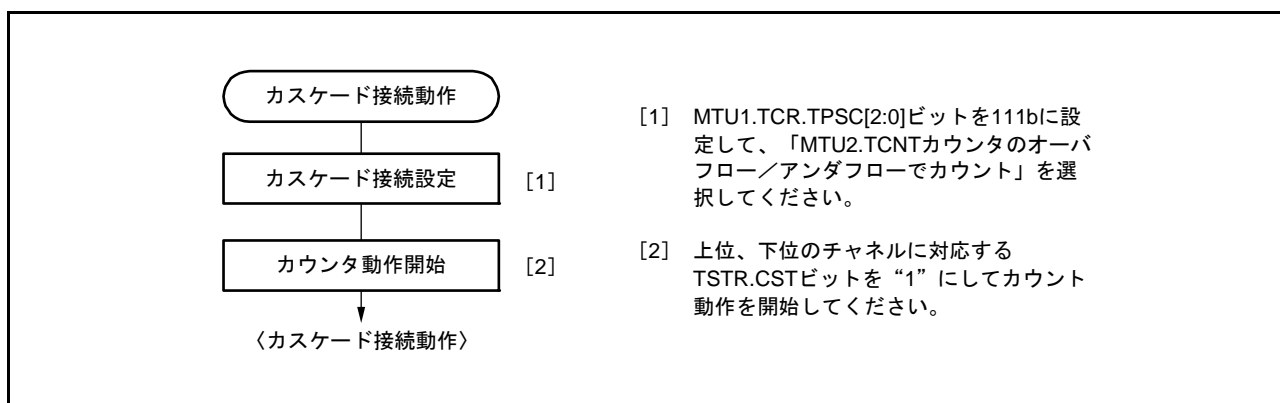 カスケード接続動作
カスケード接続設定 [1]
カウンタ動作開始 [2]
〈カスケード接続動作〉
[1] MTU1.TCR.TPSC[2:0]ビットを111bに設
定して、「MTU2.TCNTカウンタのオーバ
フロー／アンダフローでカウント」を選
択してください。
[2] 上位、下位のチャネルに対応する
TSTR.CSTビットを“1”にしてカウント
動作を開始してください。